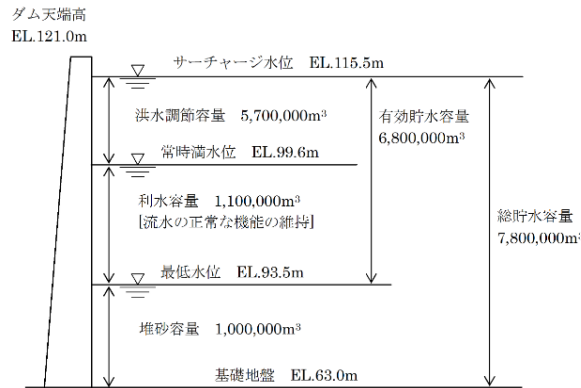 ダム天端高
EL.121.0m
サーチャージ水位 EL.115.5m
洪水調節容量 5,700,000m³
有効貯水容量
6,800,000m³
常時満水位 EL.99.6m
利水容量 1,100,000m³
[流水の正常な機能の維持]
総貯水容量
7,800,000m³
最低水位 EL.93.5m
堆砂容量 1,000,000m³
基礎地盤 EL.63.0m